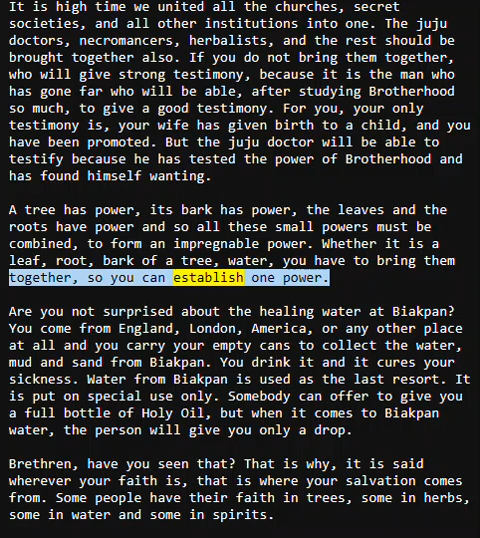 It is high time we united all the churches, secret
societies, and all other institutions into one. The juju
doctors, necromancers, herbalists, and the rest should be
brought together also. If you do not bring them together,
who will give strong testimony, because it is the man who
has gone far who will be able, after studying Brotherhood
so much, to give a good testimony. For you, your only
testimony is, your wife has given birth to a child, and you
have been promoted. But the juju doctor will be able to
testify because he has tested the power of Brotherhood and
has found himself wanting.

A tree has power, its bark has power, the leaves and the
roots have power and so all these small powers must be
combined, to form an impregnable power. Whether it is a
leaf, root, bark of a tree, water, you have to bring them
together, so you can establish one power.

Are you not surprised about the healing water at Biakpan?
You come from England, London, America, or any other place
at all and you carry your empty cans to collect the water,
mud and sand from Biakpan. You drink it and it cures your
sickness. Water from Biakpan is used as the last resort. It
is put on special use only. Somebody can offer to give you
a full bottle of Holy Oil, but when it comes to Biakpan
water, the person will give you only a drop.

Brethren, have you seen that? That is why, it is said
wherever your faith is, that is where your salvation comes
from. Some people have their faith in trees, some in herbs,
some in water and some in spirits.